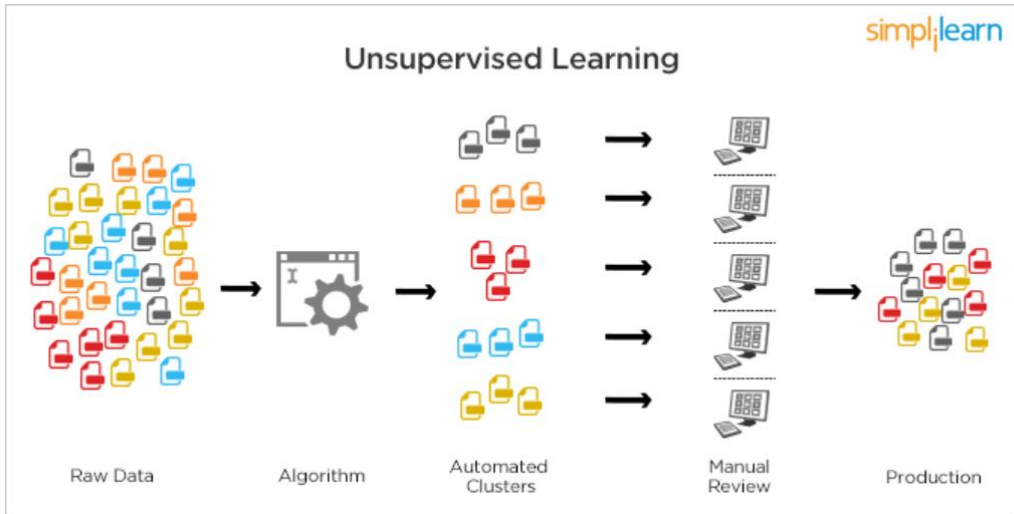 simplilearn
Unsupervised Learning
Raw Data
Algorithm
Automated
Clusters
Manual
Review
Production